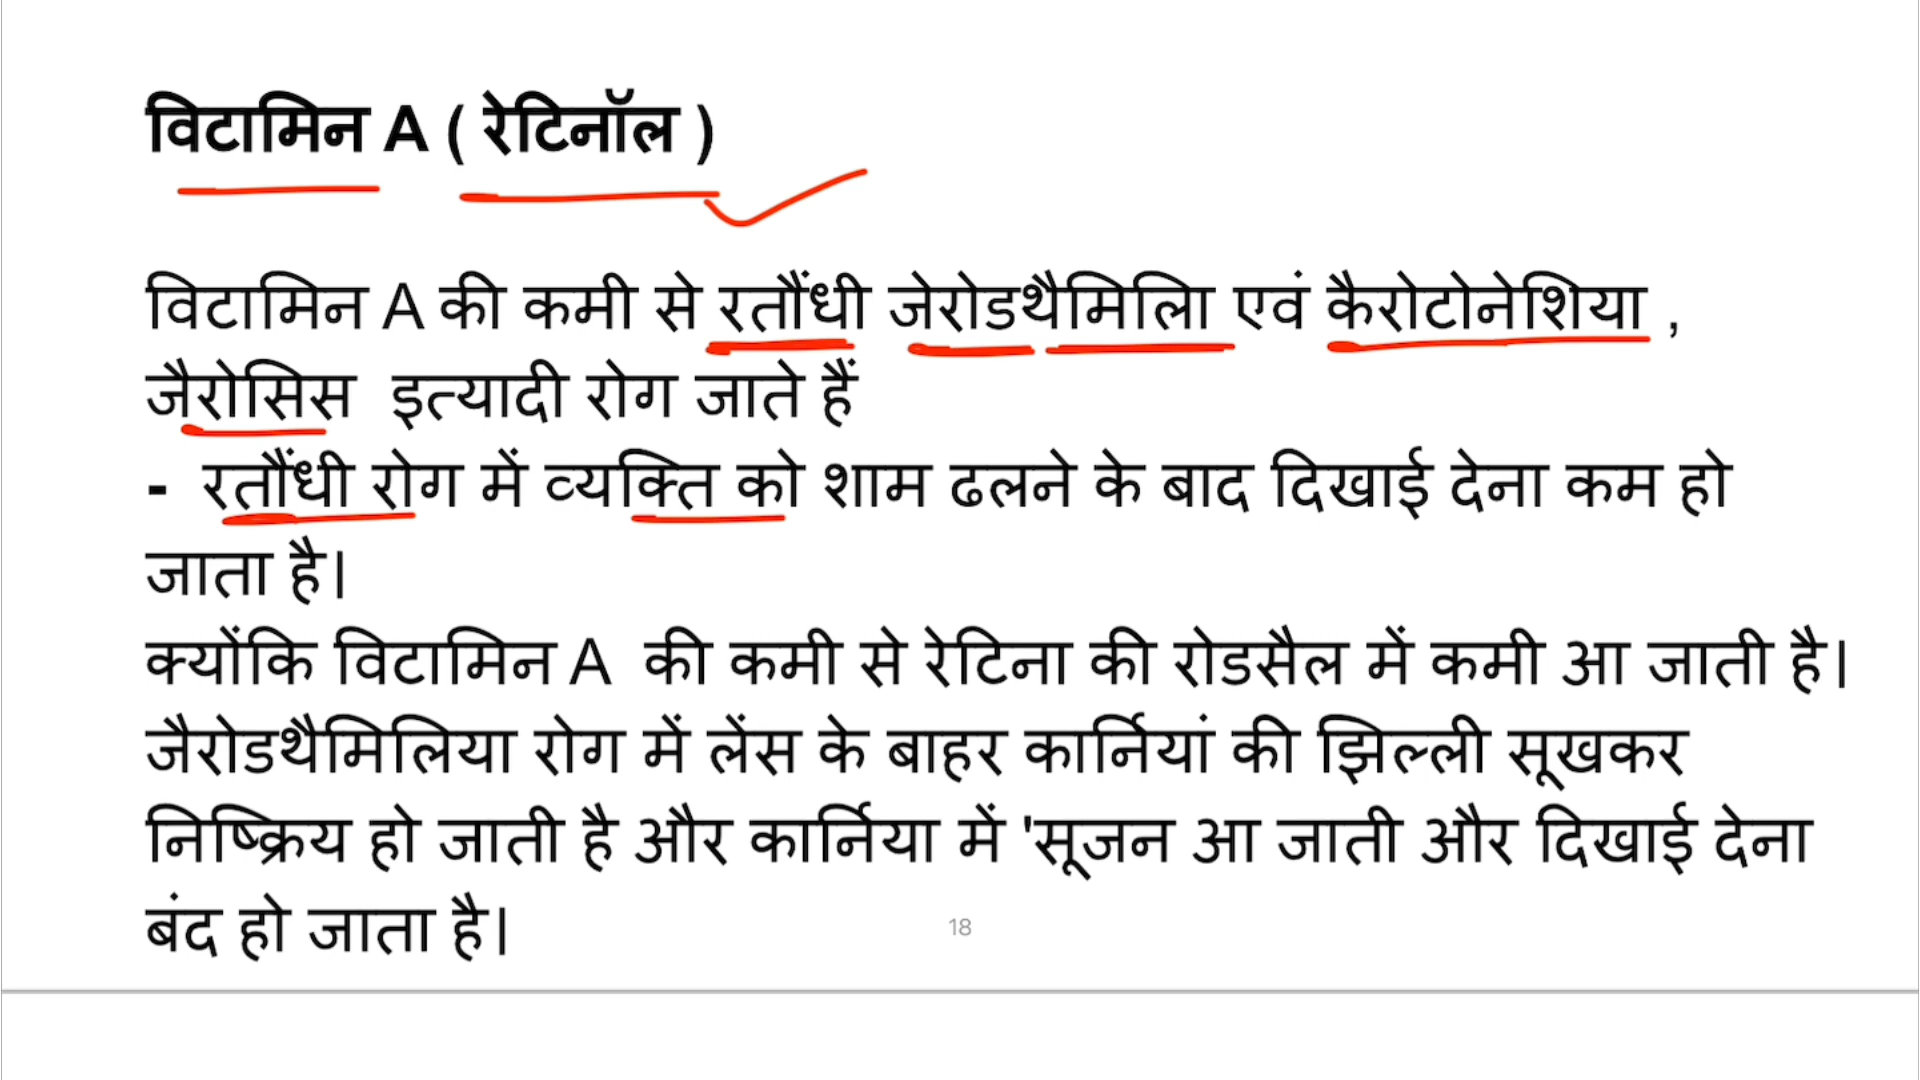 विटामिन A ( रेटिनॉल )
विटामिन A की कमी से रतौंधी जेरोडथैमिलिा एवं कैरोटोनेशिया ,
जैरोसिस इत्यादी रोग जाते हैं
- रतौंधी रोग में व्यक्ति को शाम ढलने के बाद दिखाई देना कम हो
जाता है।
क्योंकि विटामिन A की कमी से रेटिना की रोडसैल में कमी आ जाती है।
जैरोडथैमिलिया रोग में लेंस के बाहर कार्नियां की झिल्ली सूखकर
निष्क्रिय हो जाती है और कार्निया में 'सूजन आ जाती और दिखाई देना
बंद हो जाता है।
18